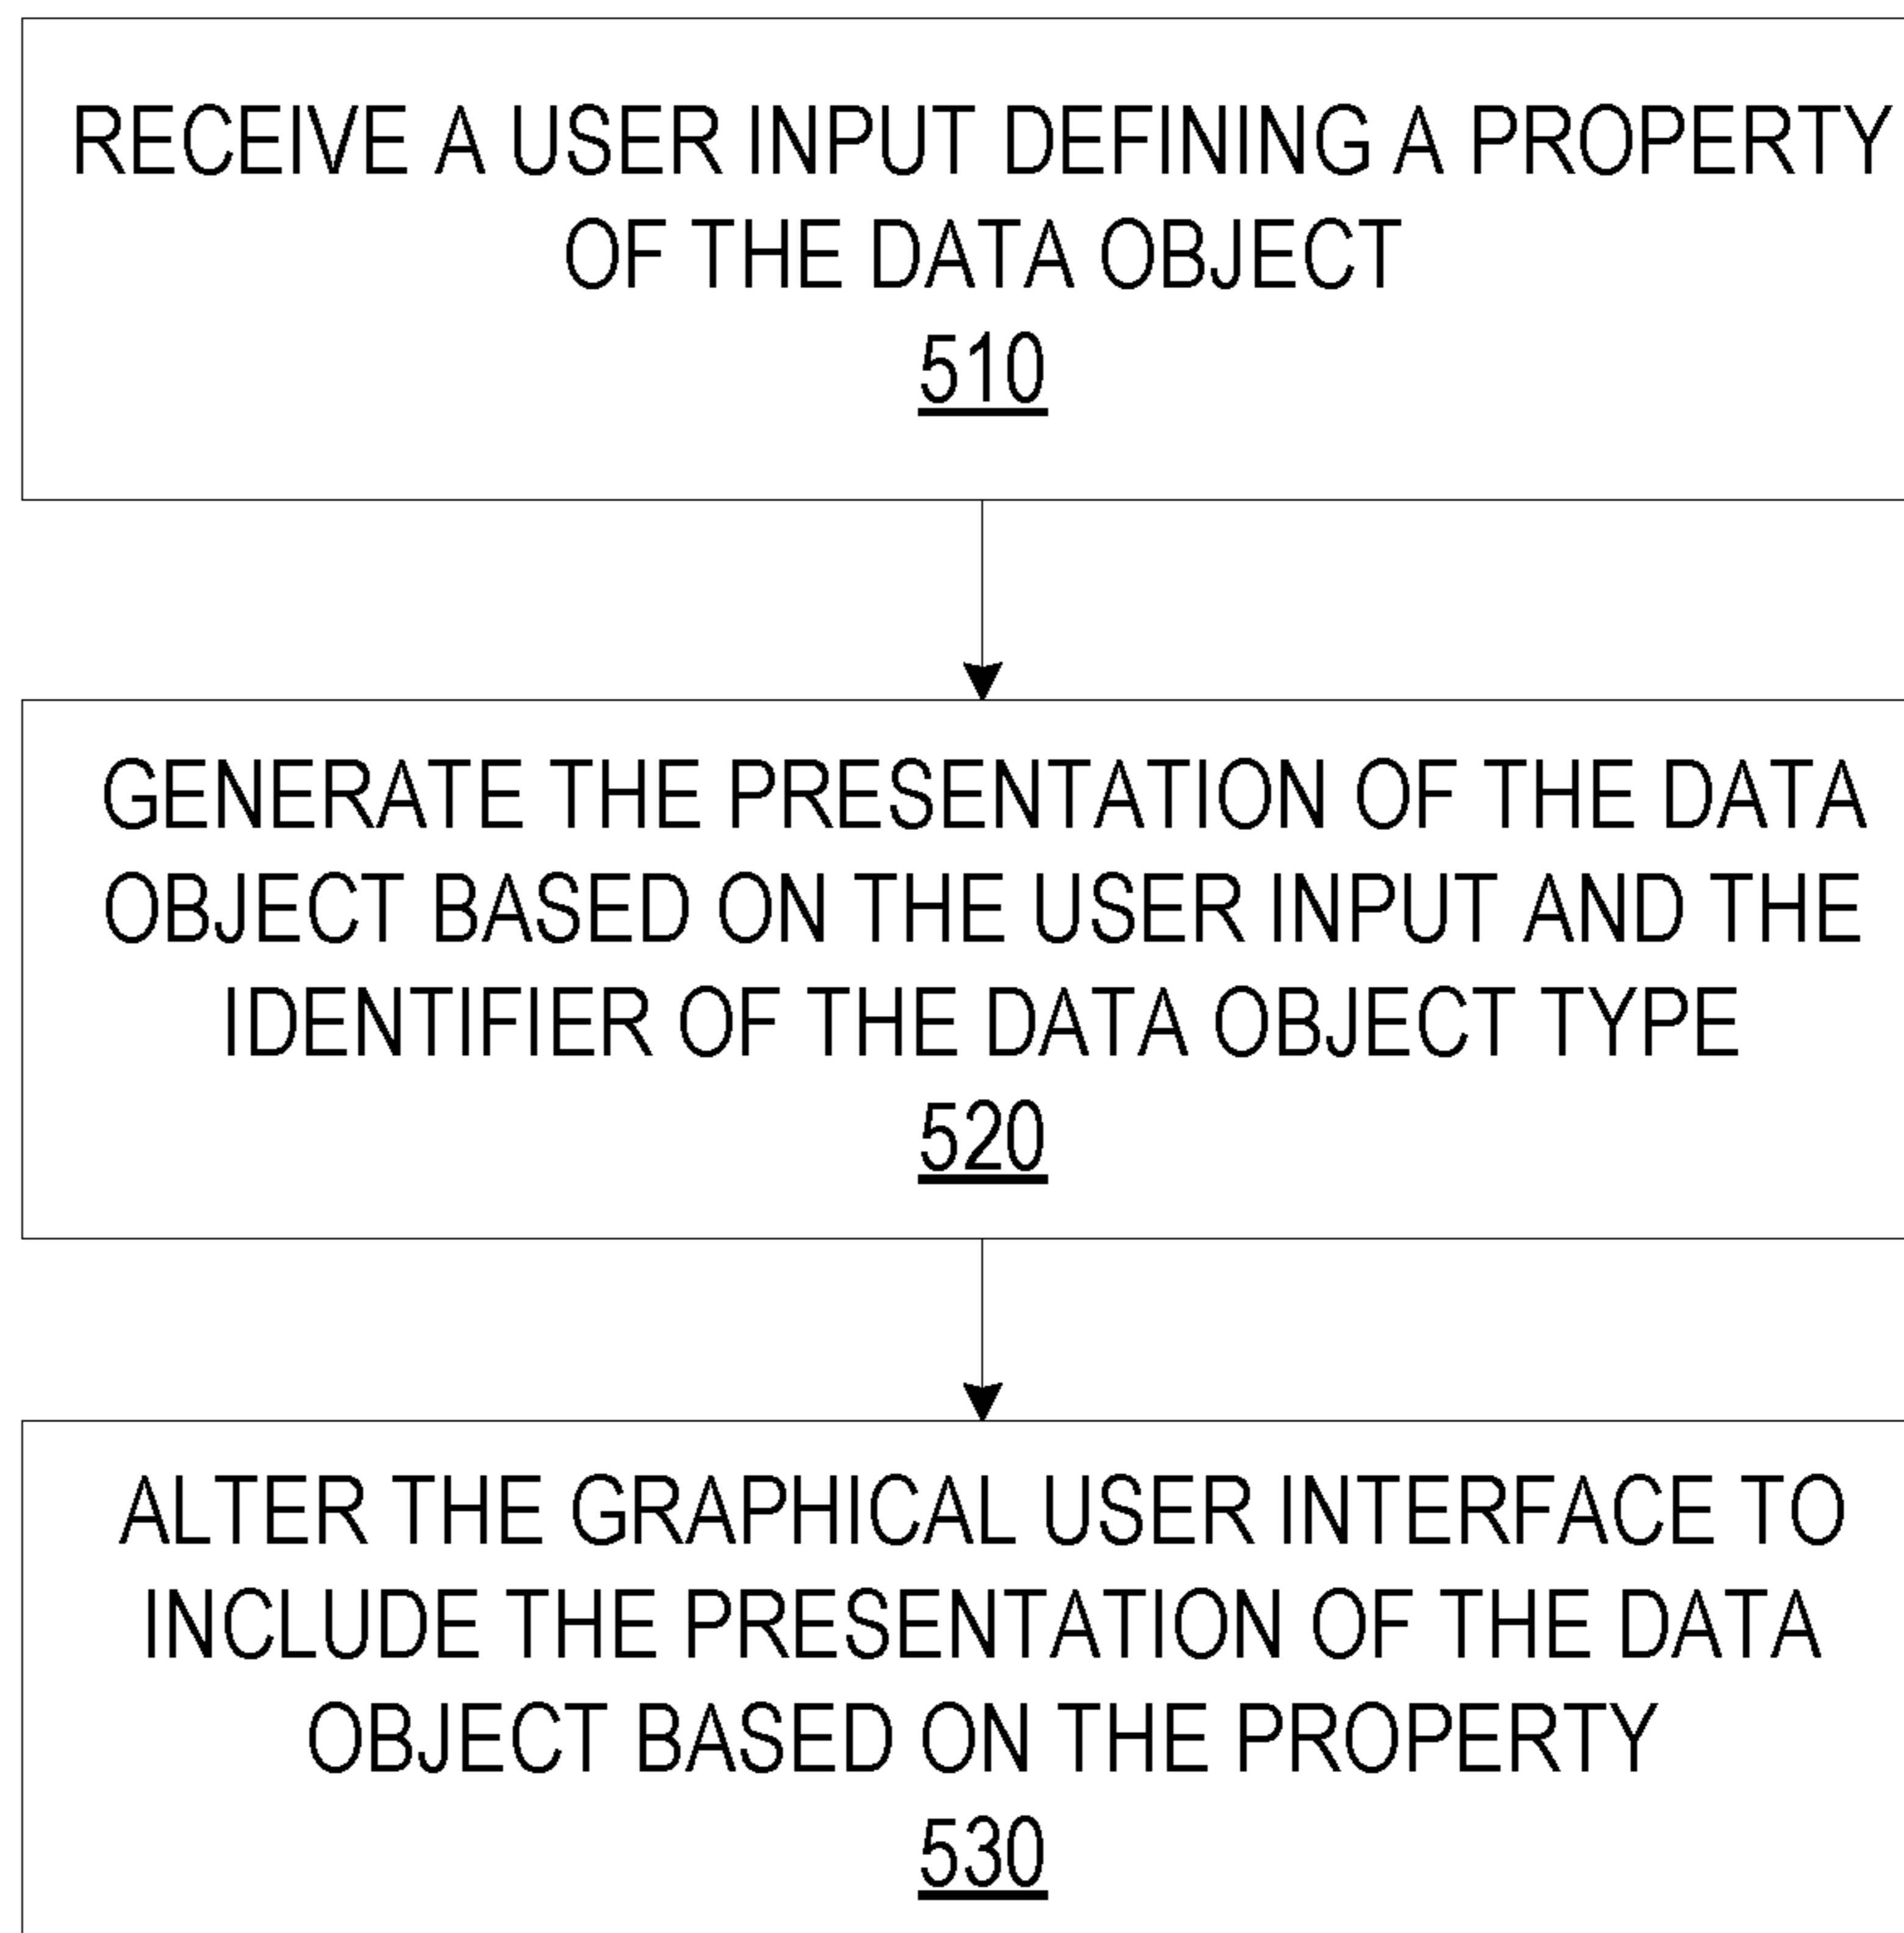 RECEIVE A USER INPUT DEFINING A PROPERTY
OF THE DATA OBJECT
510
GENERATE THE PRESENTATION OF THE DATA
OBJECT BASED ON THE USER INPUT AND THE
IDENTIFIER OF THE DATA OBJECT TYPE
520
ALTER THE GRAPHICAL USER INTERFACE TO
INCLUDE THE PRESENTATION OF THE DATA
OBJECT BASED ON THE PROPERTY
530